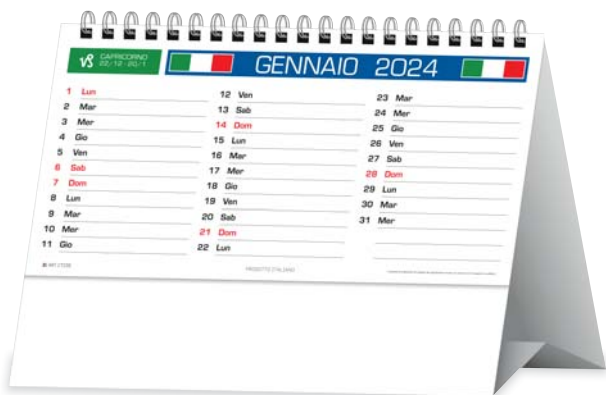 CAPRICORNO
22/12 - 20/1
GENNAIO 2024
1 Lun
2 Mar
3 Mer
4 Gio
5 Ven
6 Sab
7 Dom
8 Lun
9 Mar
10 Mer
11 Gio
12 Ven
13 Sab
14 Dom
15 Lun
16 Mar
17 Mer
18 Gio
19 Ven
20 Sab
21 Dom
22 Lun
23 Mar
24 Mer
25 Gio
26 Ven
27 Sab
28 Dom
29 Lun
30 Mar
31 Mer
PRODOTTO ITALIANO